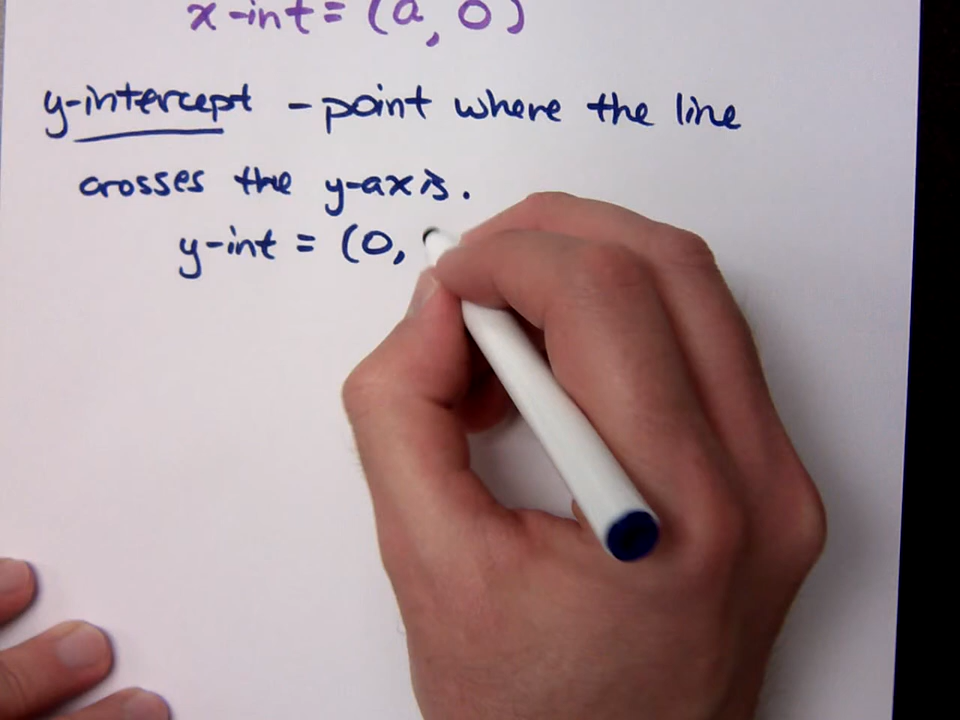 x-int = (a, 0)
y-intercept - point where the line
crosses the y-axis.
y-int = (0,